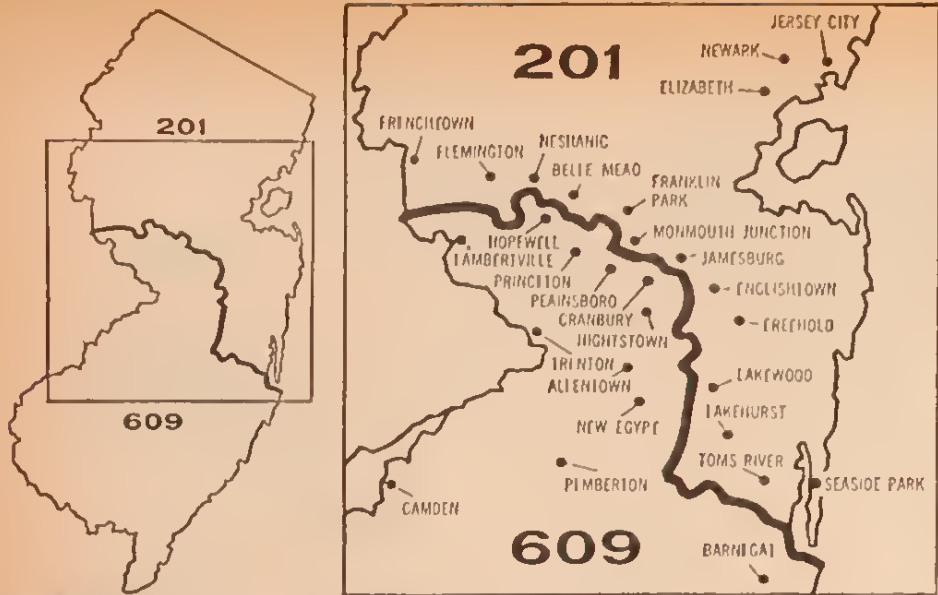 201
609
201
JERSEY CITY
NEWARK
ELIZABETH
FRENCHTOWN
FLEMINGTON
NESHANIC
BELLE MEAD
FRANKLIN
PARK
MONMOUTH JUNCTION
HOPEWELL
LAMBERTVILLE
JAMESBURG
PRINCETON
PLAINSBORO
ENGLISHTOWN
CRANBURY
HIGHTSTOWN
FREEHOLD
TRENTON
ALLENTOWN
LAKEWOOD
NEW EGYPT
LAKEHURST
TOMS RIVER
PEMBERTON
SEASIDE PARK
CAMDEN
609
BARNEGAT